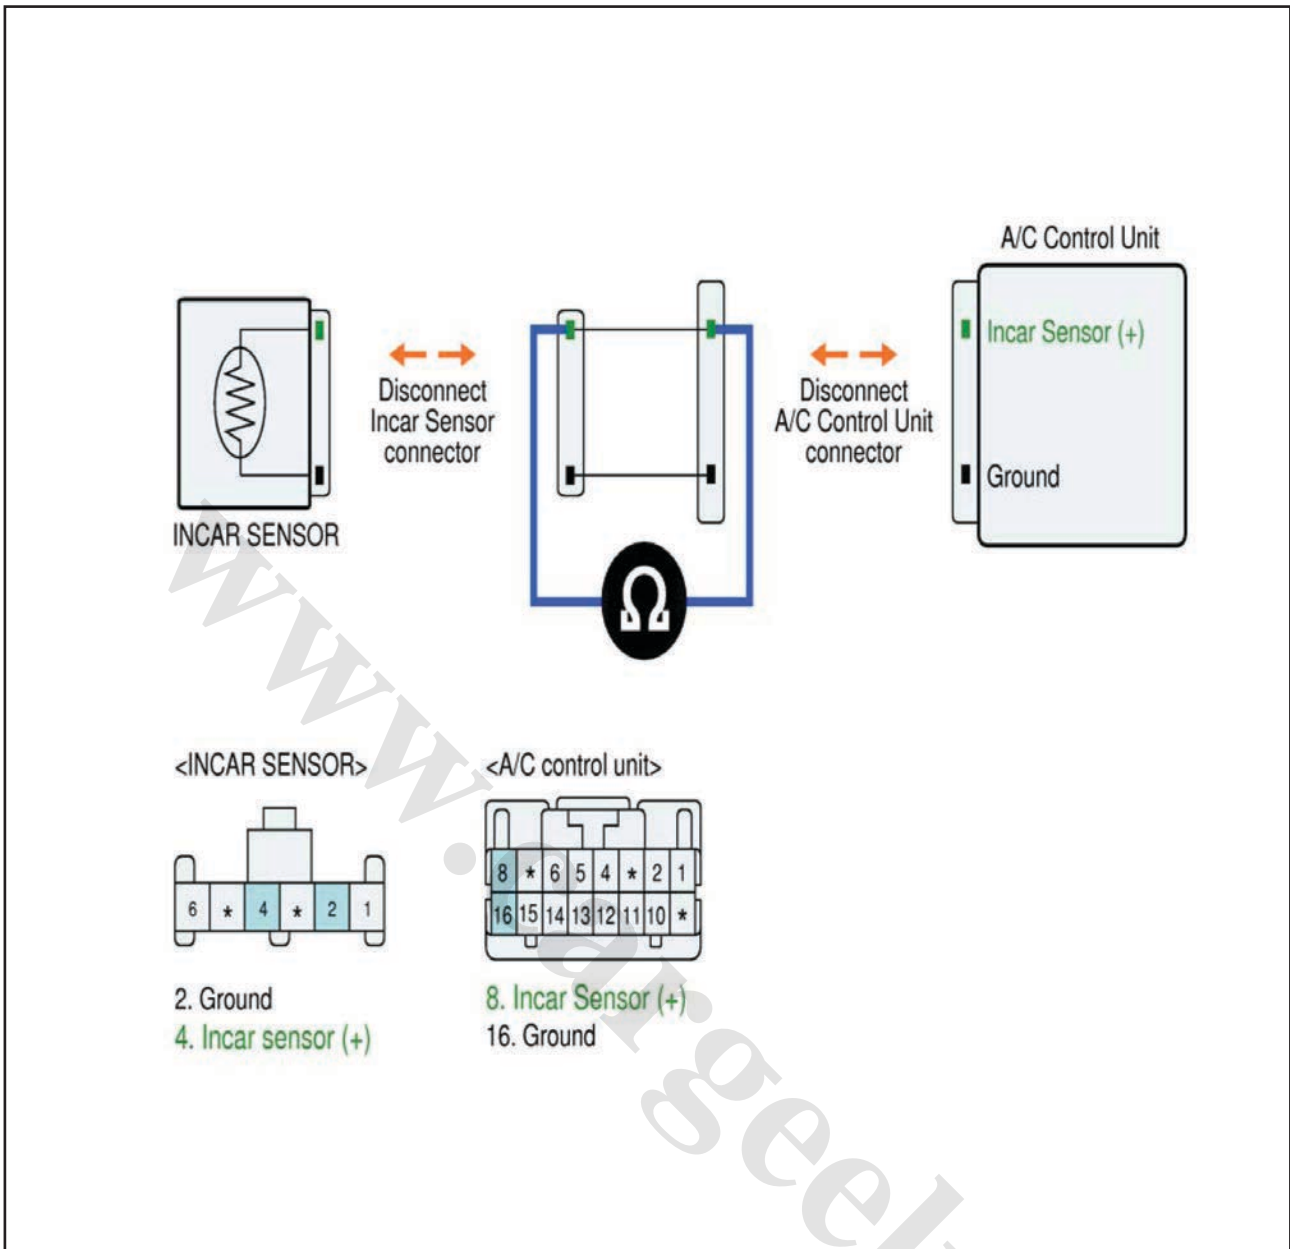 A/C Control Unit
Incar Sensor (+)
Ground
Disconnect
Incar Sensor
connector
Disconnect
A/C Control Unit
connector
INCAR SENSOR
Ω
<INCAR SENSOR>
<A/C control unit>
6 * 4 * 2 1
8 * 6 5 4 * 2 1
16 15 14 13 12 11 10 *
2. Ground
4. Incar sensor (+)
8. Incar Sensor (+)
16. Ground
www.cargeek